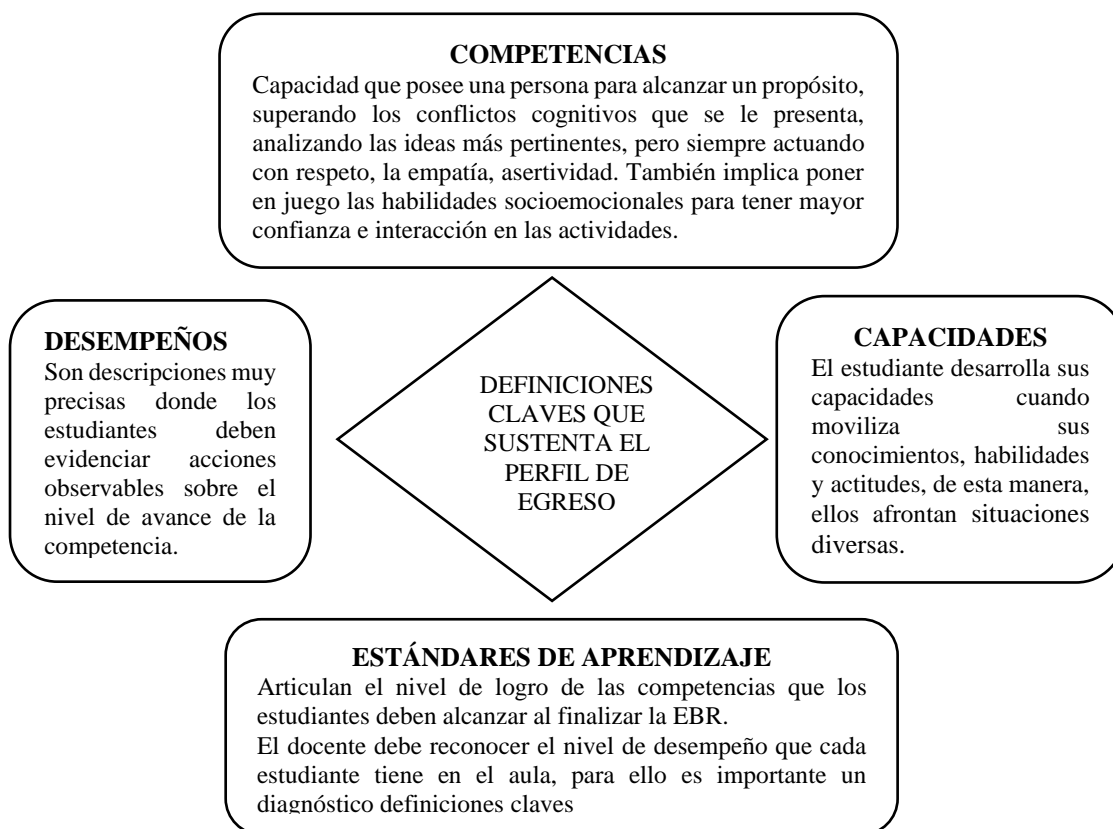 COMPETENCIAS
Capacidad que posee una persona para alcanzar un propósito,
superando los conflictos cognitivos que se le presenta,
analizando las ideas más pertinentes, pero siempre actuando
con respeto, la empatía, asertividad. También implica poner
en juego las habilidades socioemocionales para tener mayor
confianza e interacción en las actividades.
DESEMPEÑOS
Son descripciones muy
precisas donde los
estudiantes deben
evidenciar acciones
observables sobre el
nivel de avance de la
competencia.
DEFINICIONES
CLAVES QUE
SUSTENTA EL
PERFIL DE
EGRESO
CAPACIDADES
El estudiante desarrolla sus
capacidades cuando
moviliza sus
conocimientos, habilidades
y actitudes, de esta manera,
ellos afrontan situaciones
diversas.
ESTÁNDARES DE APRENDIZAJE
Articulan el nivel de logro de las competencias que los
estudiantes deben alcanzar al finalizar la EBR.
El docente debe reconocer el nivel de desempeño que cada
estudiante tiene en el aula, para ello es importante un
diagnóstico definiciones claves